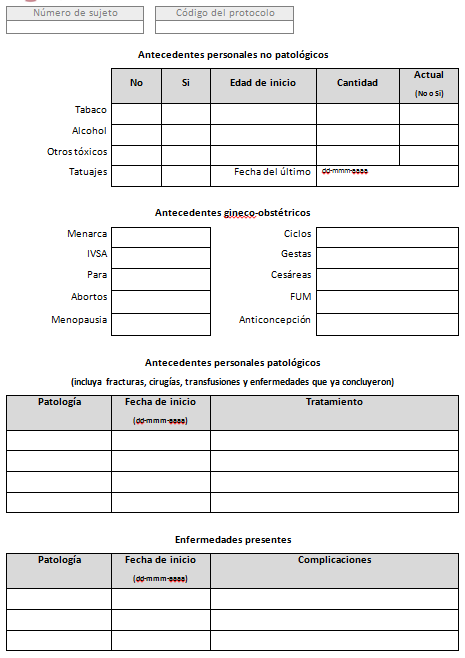 Número de sujeto Código del protocolo
Antecedentes personales no patológicos
No Si Edad de inicio Cantidad Actual
(No o Si)
Tabaco
Alcohol
Otros tóxicos
Tatuajes Fecha del último dd-mmm-aaaa
Antecedentes gineco-obstétricos
Menarca Ciclos
IVSA Gestas
Para Cesáreas
Abortos FUM
Menopausia Anticoncepción
Antecedentes personales patológicos
(incluya fracturas, cirugías, transfusiones y enfermedades que ya concluyeron)
Patología Fecha de inicio Tratamiento
(dd-mmm-aaaa)
Enfermedades presentes
Patología Fecha de inicio Complicaciones
(dd-mmm-aaaa)